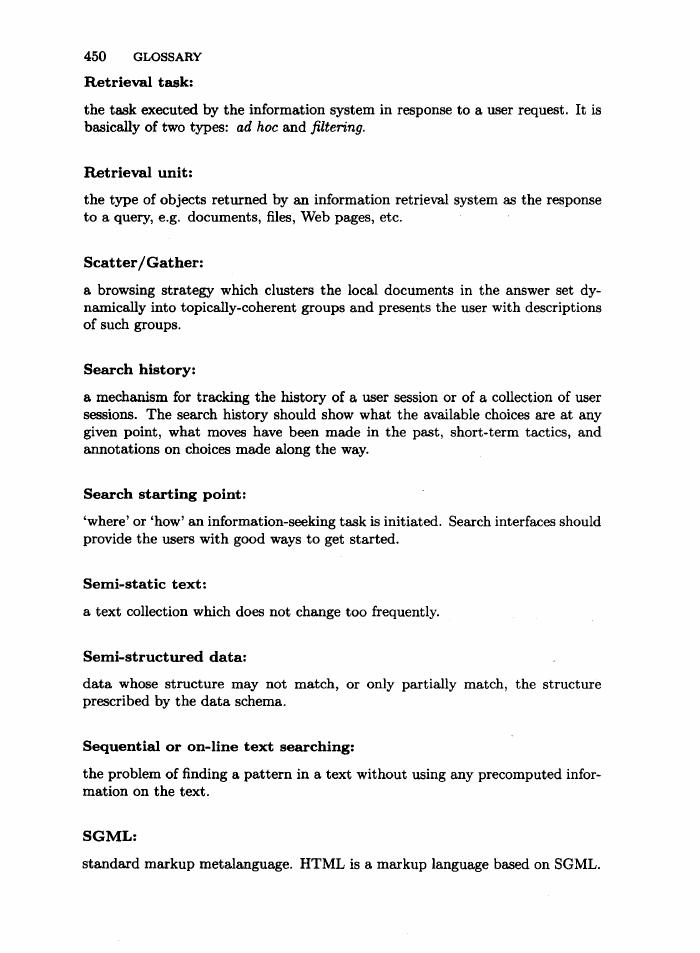 450 GLOSSARY
Retrieval task:
the task executed by the information system in response to a user request. It is
basically of two types: ad hoc and filtering.
Retrieval unit:
the type of objects returned by an information retrieval system as the response
to a query, e.g. documents, files, Web pages, etc.
Scatter/Gather:
a browsing strategy which clusters the local documents in the answer set dy-
namically into topically-coherent groups and presents the user with descriptions
of such groups.
Search history:
a mechanism for tracking the history of a user session or of a collection of user
sessions. The search history should show what the available choices are at any
given point, what moves have been made in the past, short-term tactics, and
annotations on choices made along the way.
Search starting point:
‘where’ or ‘how’ an information-seeking task is initiated. Search interfaces should
provide the users with good ways to get started.
Semi-static text:
a text collection which does not change too frequently.
Semi-structured data:
data whose structure may not match, or only partially match, the structure
prescribed by the data schema.
Sequential or on-line text searching:
the problem of finding a pattern in a text without using any precomputed infor-
mation on the text.
SGML:
standard markup metalanguage. HTML is a markup language based on SGML.